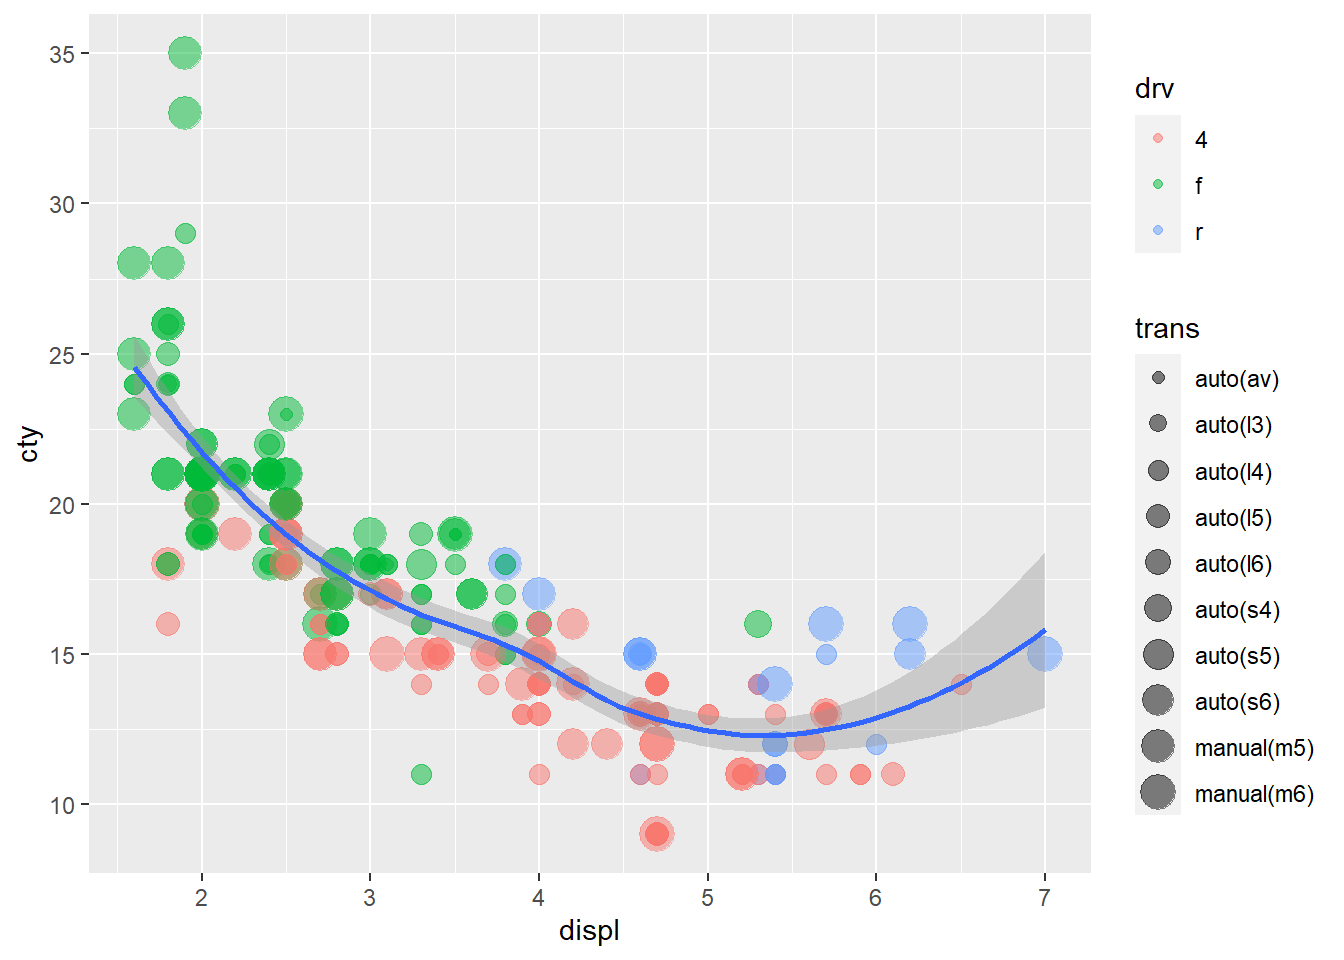 35
30
25
20
15
10
cty
2 3 4 5 6 7
displ
drv
4
f
r
trans
auto(av)
auto(l3)
auto(l4)
auto(l5)
auto(l6)
auto(s4)
auto(s5)
auto(s6)
manual(m5)
manual(m6)